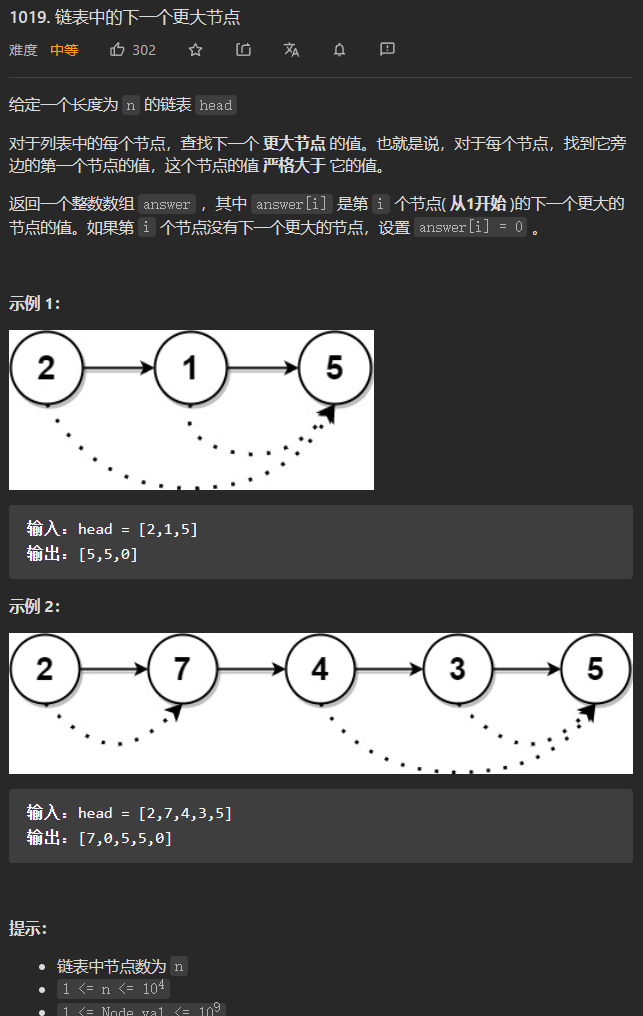 1019. 链表中的下一个更大节点
难度 中等 302
给定一个长度为 n 的链表 head
对于列表中的每个节点，查找下一个 更大节点 的值。也就是说，对于每个节点，找到它旁
边的第一个节点的值，这个节点的值 严格大于 它的值。
返回一个整数数组 answer ，其中 answer[i] 是第 i 个节点( 从1开始 )的下一个更大的
节点的值。如果第 i 个节点没有下一个更大的节点，设置 answer[i] = 0 。
示例 1：
2 1 5
输入：head = [2,1,5]
输出：[5,5,0]
示例 2：
2 7 4 3 5
输入：head = [2,7,4,3,5]
输出：[7,0,5,5,0]
提示：
链表中节点数为 n
1 <= n <= 10⁴
1 <= Node.val <= 10⁹